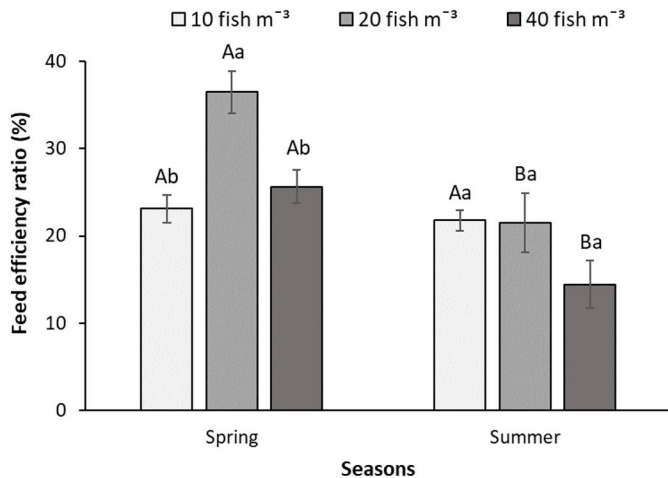 10 fish m⁻³ 20 fish m⁻³ 40 fish m⁻³
Feed efficiency ratio (%)
40
30
20
10
0
Ab
Aa
Ab
Aa
Ba
Ba
Spring
Summer
Seasons